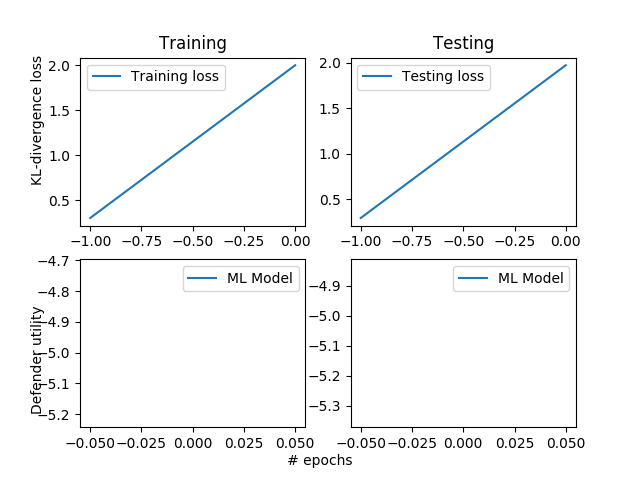 Training
Testing
KL-divergence loss
2.0
1.5
1.0
0.5
Training loss
−1.00 −0.75 −0.50 −0.25 0.00
2.0
1.5
1.0
0.5
Testing loss
−1.00 −0.75 −0.50 −0.25 0.00
Defender utility
−4.7
−4.8
−4.9
−5.0
−5.1
−5.2
ML Model
−0.050 −0.025 0.000 0.025 0.050
−4.9
−5.0
−5.1
−5.2
−5.3
ML Model
−0.050 −0.025 0.000 0.025 0.050
# epochs